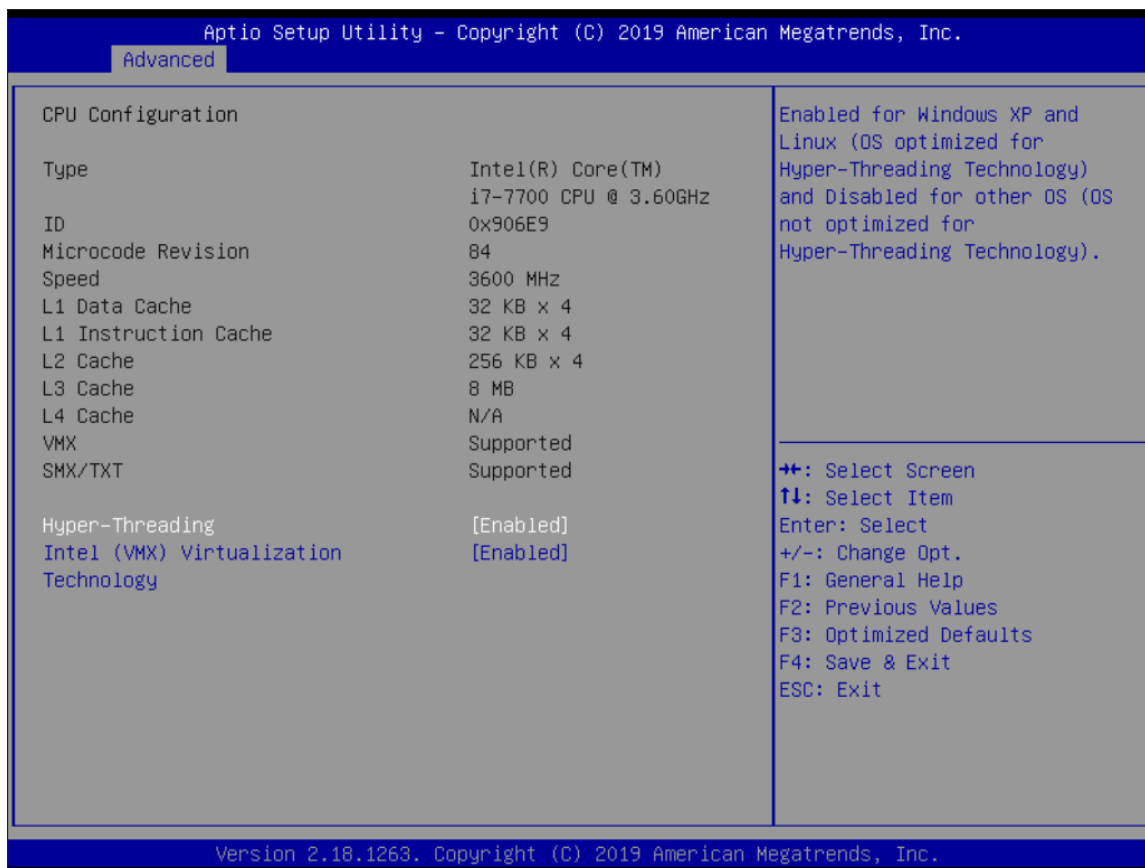 Aptio Setup Utility – Copyright (C) 2019 American Megatrends, Inc.
Advanced
CPU Configuration
Type Intel(R) Core(TM)
i7-7700 CPU @ 3.60GHz
ID 0x906E9
Microcode Revision 84
Speed 3600 MHz
L1 Data Cache 32 KB x 4
L1 Instruction Cache 32 KB x 4
L2 Cache 256 KB x 4
L3 Cache 8 MB
L4 Cache N/A
VMX Supported
SMX/TXT Supported
Hyper-Threading [Enabled]
Intel (VMX) Virtualization [Enabled]
Technology
Enabled for Windows XP and
Linux (OS optimized for
Hyper-Threading Technology)
and Disabled for other OS (OS
not optimized for
Hyper-Threading Technology).
→←: Select Screen
↑↓: Select Item
Enter: Select
+/-: Change Opt.
F1: General Help
F2: Previous Values
F3: Optimized Defaults
F4: Save & Exit
ESC: Exit
Version 2.18.1263. Copyright (C) 2019 American Megatrends, Inc.